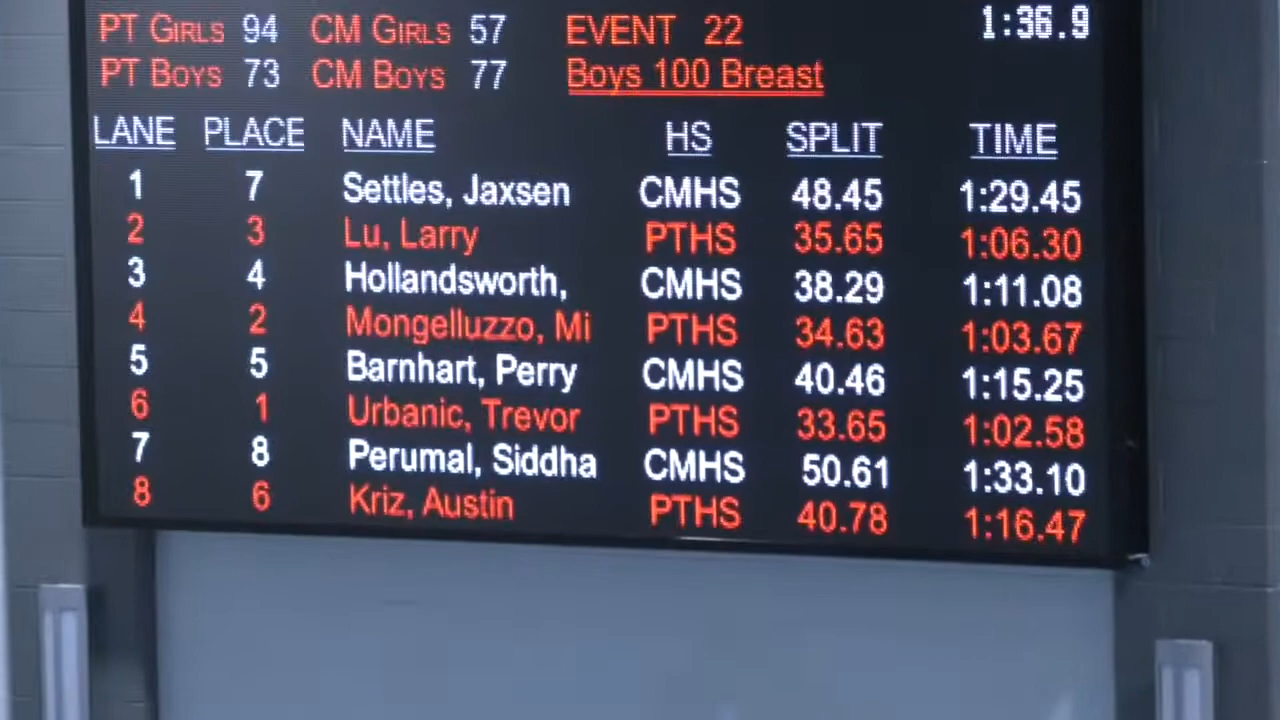 PT GIRLS 94 CM GIRLS 57 EVENT 22 1:36.9
PT BOYS 73 CM BOYS 77 Boys 100 Breast
LANE PLACE NAME HS SPLIT TIME
1 7 Settles, Jaxsen CMHS 48.45 1:29.45
2 3 Lu, Larry PTHS 35.65 1:06.30
3 4 Hollandsworth, CMHS 38.29 1:11.08
4 2 Mongelluzzo, Mi PTHS 34.63 1:03.67
5 5 Barnhart, Perry CMHS 40.46 1:15.25
6 1 Urbanic, Trevor PTHS 33.65 1:02.58
7 8 Perumal, Siddha CMHS 50.61 1:33.10
8 6 Kriz, Austin PTHS 40.78 1:16.47